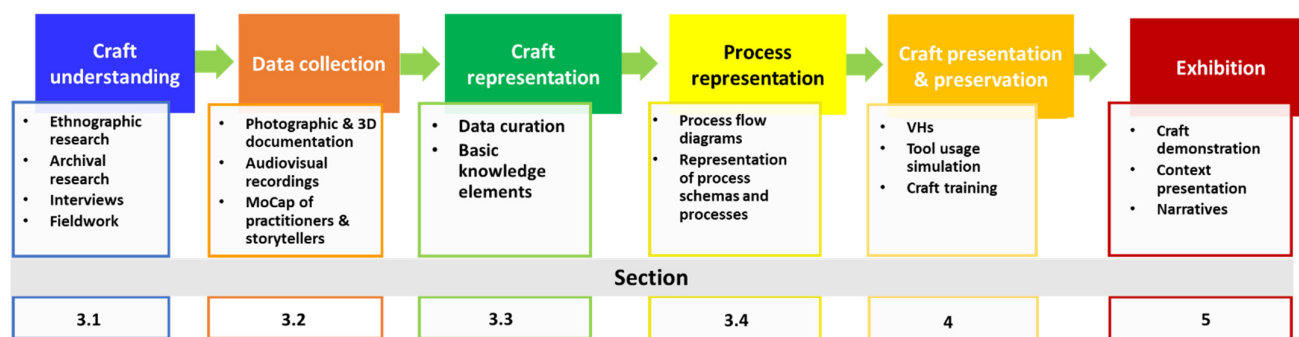 Craft
understanding
Data collection
Craft
representation
Process
representation
Craft presentation
& preservation
Exhibition
• Ethnographic
research
• Archival
research
• Interviews
• Fieldwork
• Photographic & 3D
documentation
• Audiovisual
recordings
• MoCap of
practitioners &
storytellers
• Data curation
• Basic
knowledge
elements
• Process flow
diagrams
• Representation
of process
schemas and
processes
• VHs
• Tool usage
simulation
• Craft training
• Craft
demonstration
• Context
presentation
• Narratives
Section
3.1
3.2
3.3
3.4
4
5